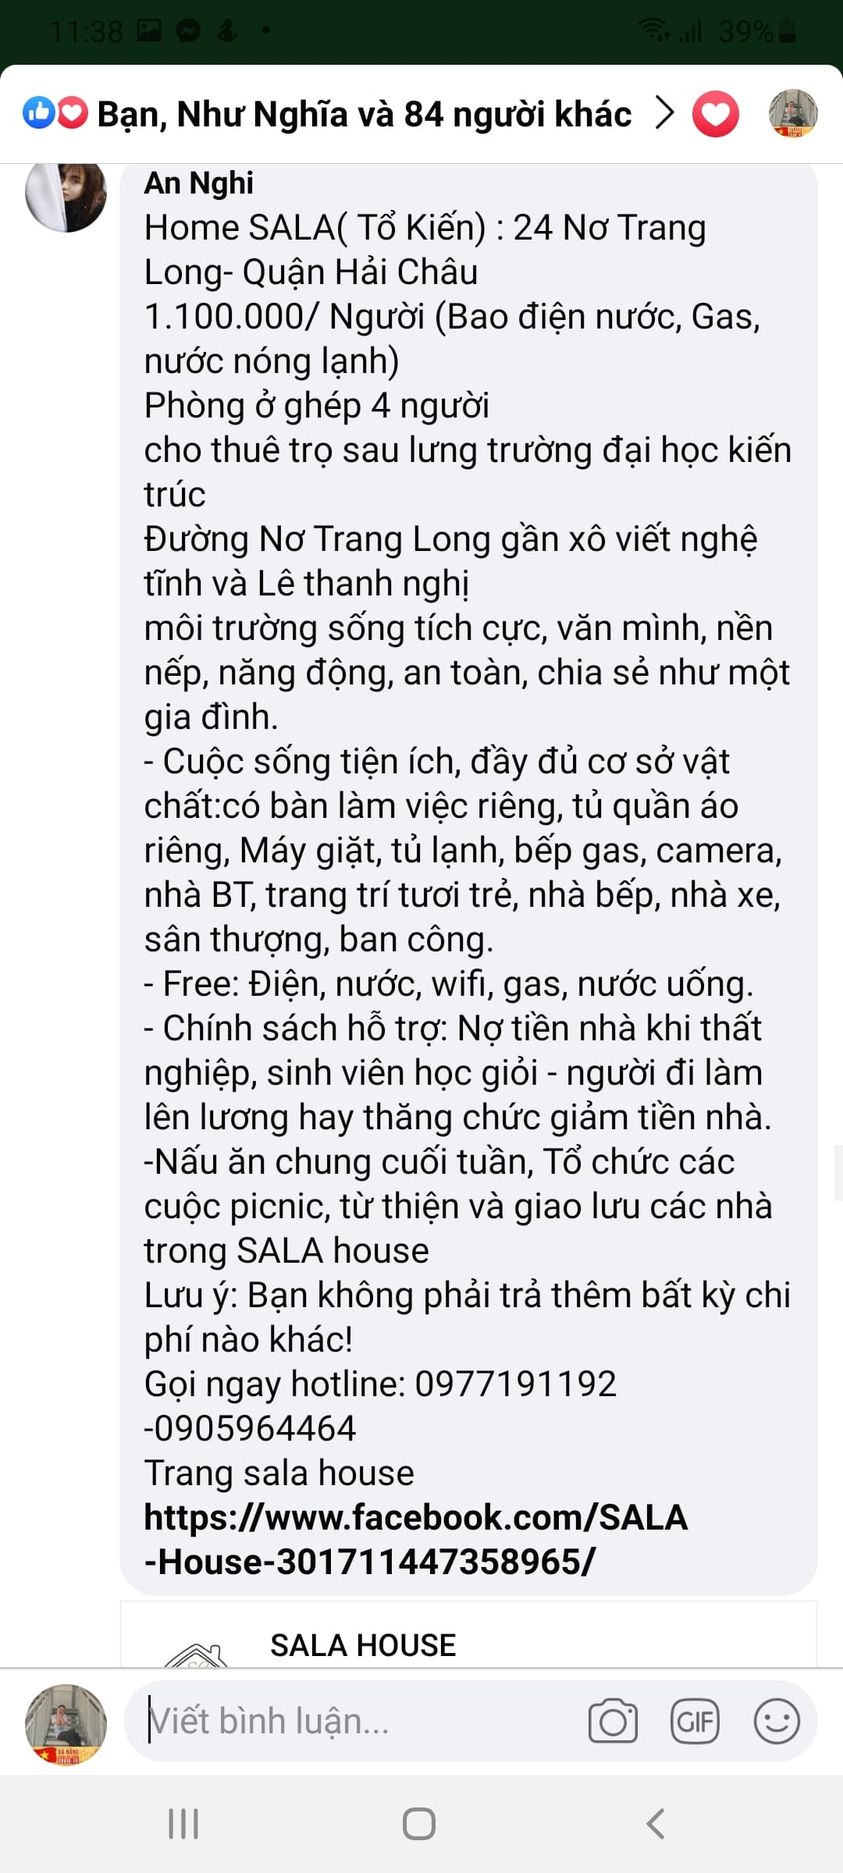 11:38
39%
Bạn, Như Nghĩa và 84 người khác
An Nghi
Home SALA( Tổ Kiến) : 24 Nơ Trang
Long- Quận Hải Châu
1.100.000/ Người (Bao điện nước, Gas,
nước nóng lạnh)
Phòng ở ghép 4 người
cho thuê trọ sau lưng trường đại học kiến
trúc
Đường Nơ Trang Long gần xô viết nghệ
tĩnh và Lê thanh nghị
môi trường sống tích cực, văn mình, nền
nếp, năng động, an toàn, chia sẻ như một
gia đình.
- Cuộc sống tiện ích, đầy đủ cơ sở vật
chất:có bàn làm việc riêng, tủ quần áo
riêng, Máy giặt, tủ lạnh, bếp gas, camera,
nhà BT, trang trí tươi trẻ, nhà bếp, nhà xe,
sân thượng, ban công.
- Free: Điện, nước, wifi, gas, nước uống.
- Chính sách hỗ trợ: Nợ tiền nhà khi thất
nghiệp, sinh viên học giỏi - người đi làm
lên lương hay thăng chức giảm tiền nhà.
-Nấu ăn chung cuối tuần, Tổ chức các
cuộc picnic, từ thiện và giao lưu các nhà
trong SALA house
Lưu ý: Bạn không phải trả thêm bất kỳ chi
phí nào khác!
Gọi ngay hotline: 0977191192
-0905964464
Trang sala house
https://www.facebook.com/SALA
-House-301711447358965/
SALA HOUSE
Viết bình luận...
GIF